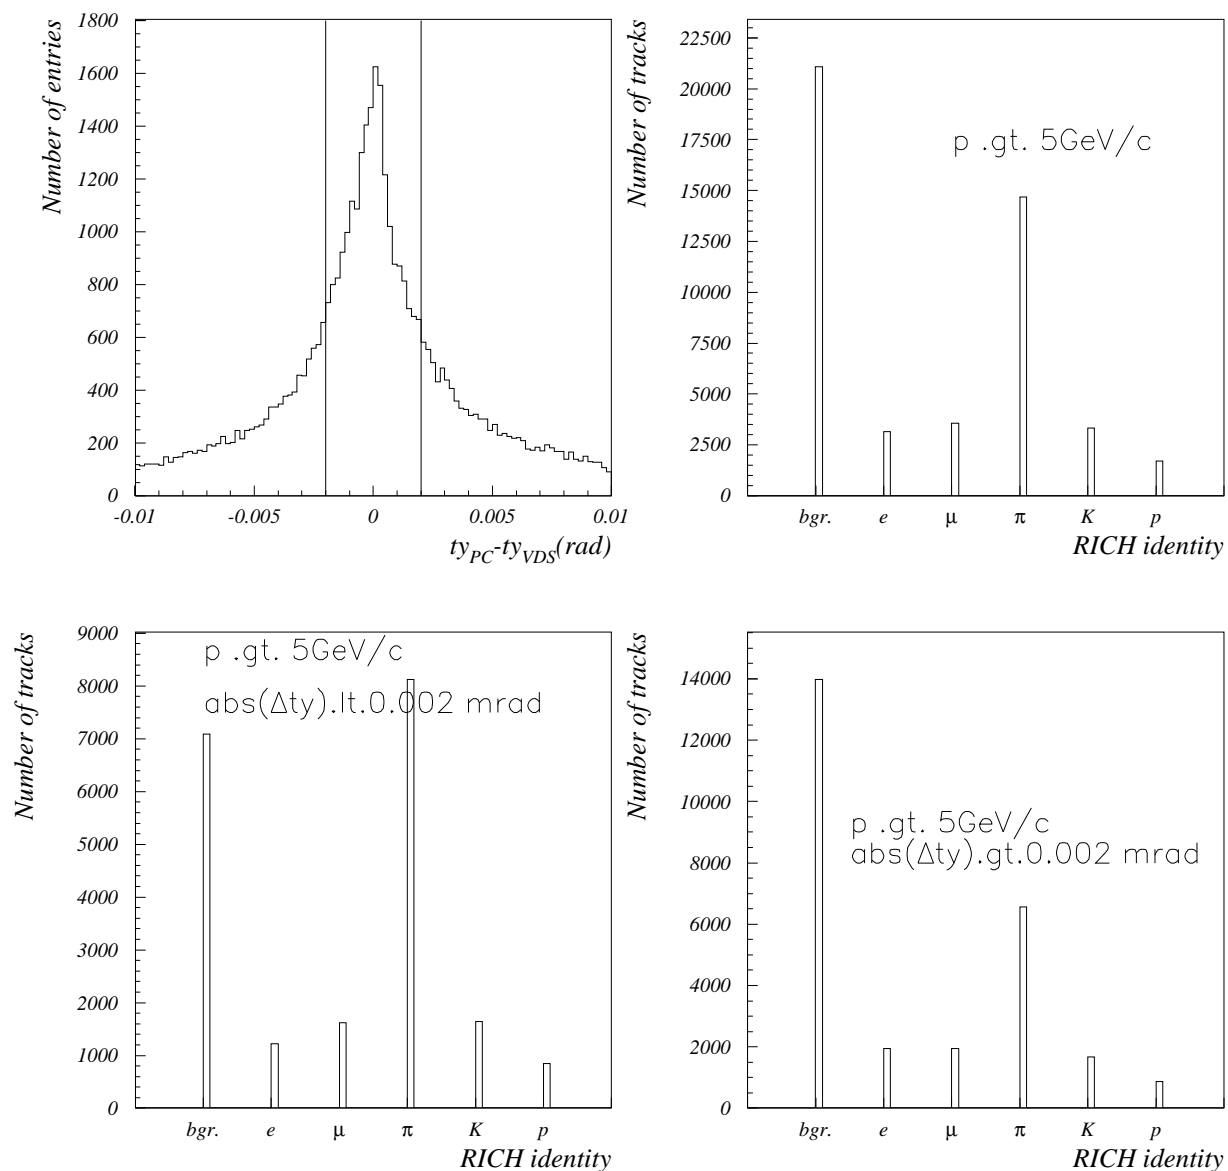 Number of entries
1800
1600
1400
1200
1000
800
600
400
200
0
-0.01 -0.005 0 0.005 0.01
ty_PC-ty_VDS(rad)
Number of tracks
22500
20000
17500
15000
12500
10000
7500
5000
2500
0
p .gt. 5GeV/c
bgr. e μ π K p
RICH identity
Number of tracks
9000
8000
7000
6000
5000
4000
3000
2000
1000
0
p .gt. 5GeV/c
abs(Δty).lt.0.002 mrad
bgr. e μ π K p
RICH identity
Number of tracks
14000
12000
10000
8000
6000
4000
2000
0
p .gt. 5GeV/c
abs(Δty).gt.0.002 mrad
bgr. e μ π K p
RICH identity